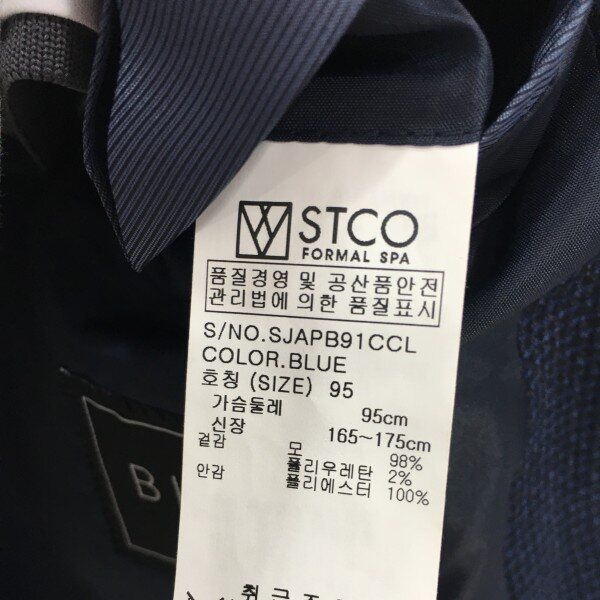 STCO
FORMAL SPA
품질경영 및 공산품안전
관리법에 의한 품질표시
S/NO.SJAPB91CCL
COLOR.BLUE
호칭 (SIZE) 95
가슴둘레 95cm
신장 165~175cm
겉감 모 98%
폴리우레탄 2%
안감 폴리에스터 100%
취급